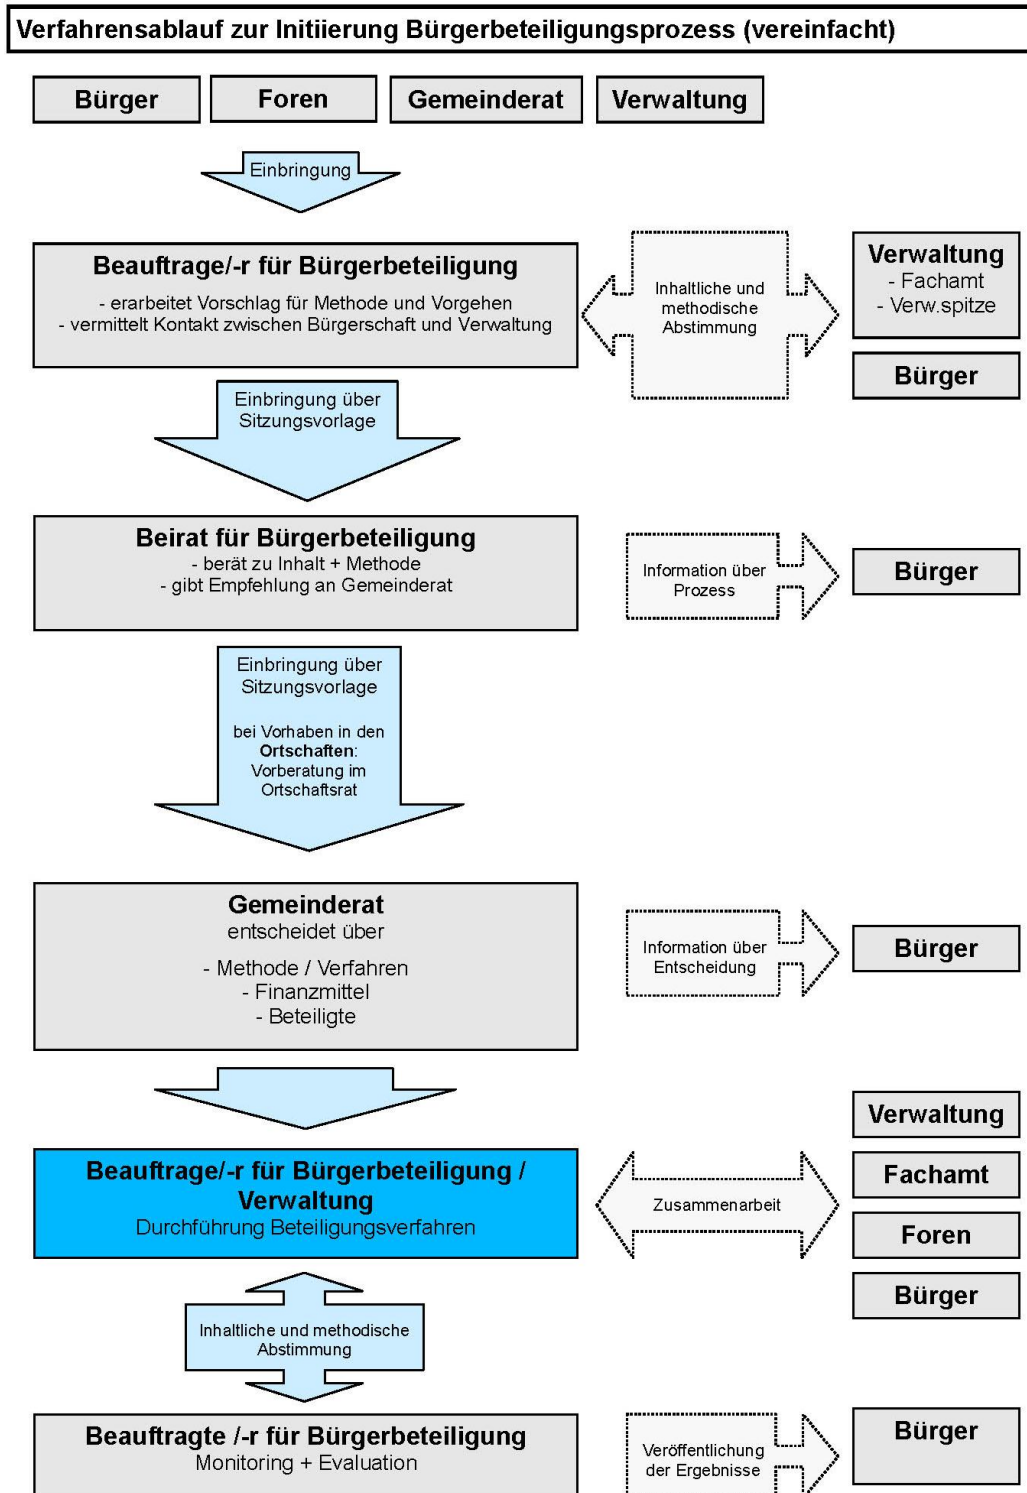 Verfahrensablauf zur Initiierung Bürgerbeteiligungsprozess (vereinfacht)
Bürger
Foren
Gemeinderat
Verwaltung
Einbringung
Beauftrage/-r für Bürgerbeteiligung
- erarbeitet Vorschlag für Methode und Vorgehen
- vermittelt Kontakt zwischen Bürgerschaft und Verwaltung
Inhaltliche und
methodische
Abstimmung
Verwaltung
- Fachamt
- Verw.spitze
Bürger
Einbringung über
Sitzungsvorlage
Beirat für Bürgerbeteiligung
- berät zu Inhalt + Methode
- gibt Empfehlung an Gemeinderat
Information über
Prozess
Bürger
Einbringung über
Sitzungsvorlage
bei Vorhaben in den
Ortschaften:
Vorberatung im
Ortschaftsrat
Gemeinderat
entscheidet über
- Methode / Verfahren
- Finanzmittel
- Beteiligte
Information über
Entscheidung
Bürger
Beauftrage/-r für Bürgerbeteiligung /
Verwaltung
Durchführung Beteiligungsverfahren
Zusammenarbeit
Verwaltung
Fachamt
Foren
Bürger
Inhaltliche und methodische
Abstimmung
Beauftragte /-r für Bürgerbeteiligung
Monitoring + Evaluation
Veröffentlichung
der Ergebnisse
Bürger